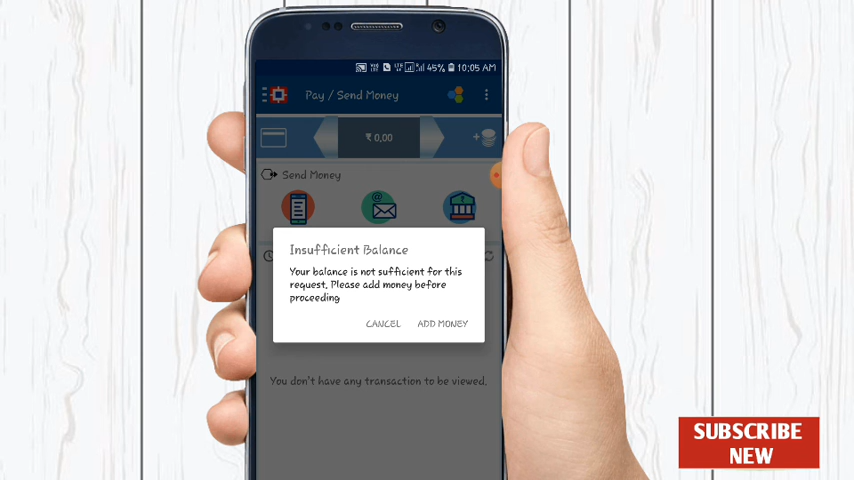 45% 10:05 AM
Pay / Send Money
₹ 0.00
Send Money
Insufficient Balance
Your balance is not sufficient for this
request. Please add money before
proceeding
CANCEL ADD MONEY
You don't have any transaction to be viewed.
SUBSCRIBE
NEW